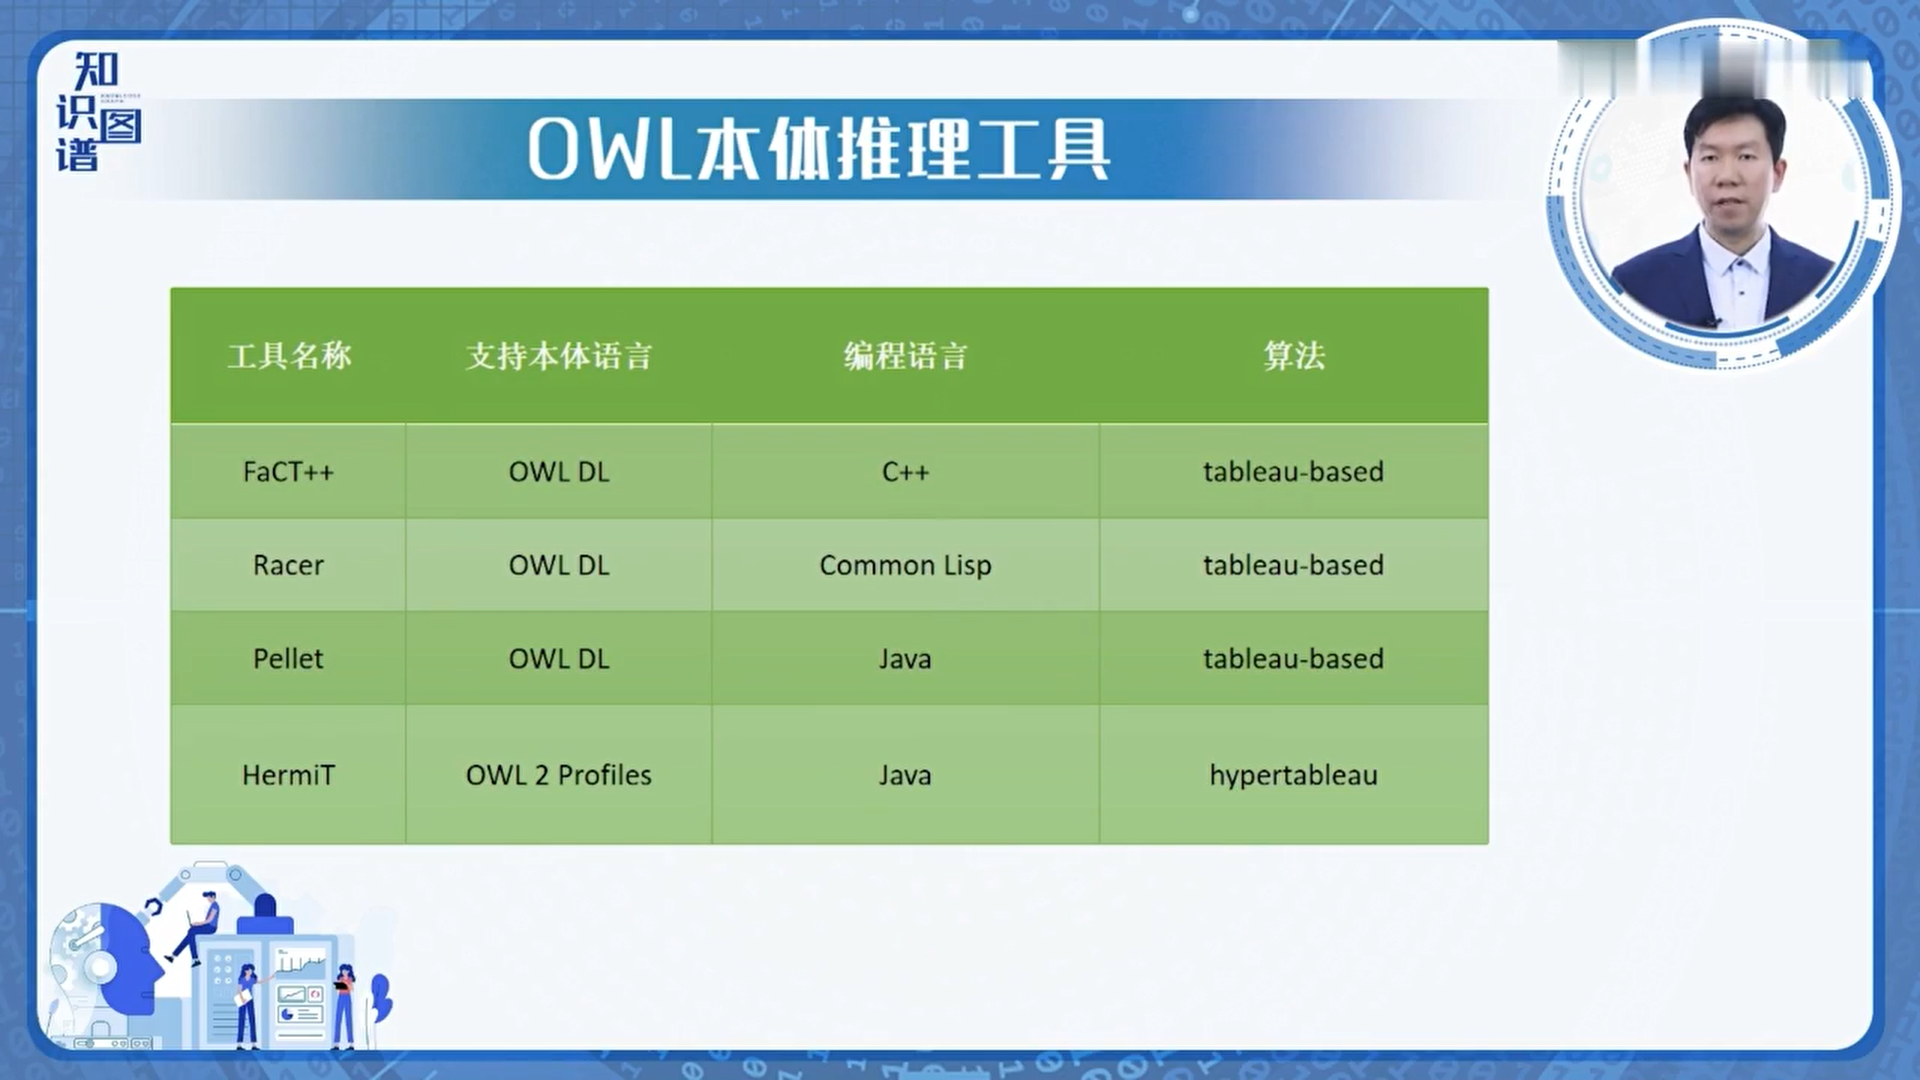 知识图谱
OWL本体推理工具
工具名称 支持本体语言 编程语言 算法
FaCT++ OWL DL C++ tableau-based
Racer OWL DL Common Lisp tableau-based
Pellet OWL DL Java tableau-based
HermiT OWL 2 Profiles Java hypertableau